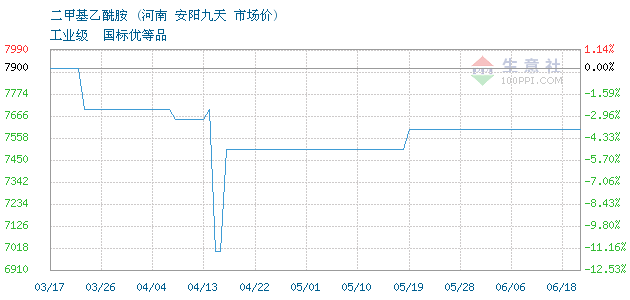 二甲基乙酰胺 (河南 安阳九天 市场价)
工业级 国标优等品
7990 1.14%
7900 0.00%
7774 -1.59%
7666 -2.96%
7558 -4.33%
7450 -5.70%
7342 -7.06%
7234 -8.43%
7126 -9.80%
7018 -11.16%
6910 -12.53%
生意社
100PPI.COM
03/17 03/26 04/04 04/13 04/22 05/01 05/10 05/19 05/28 06/06 06/18